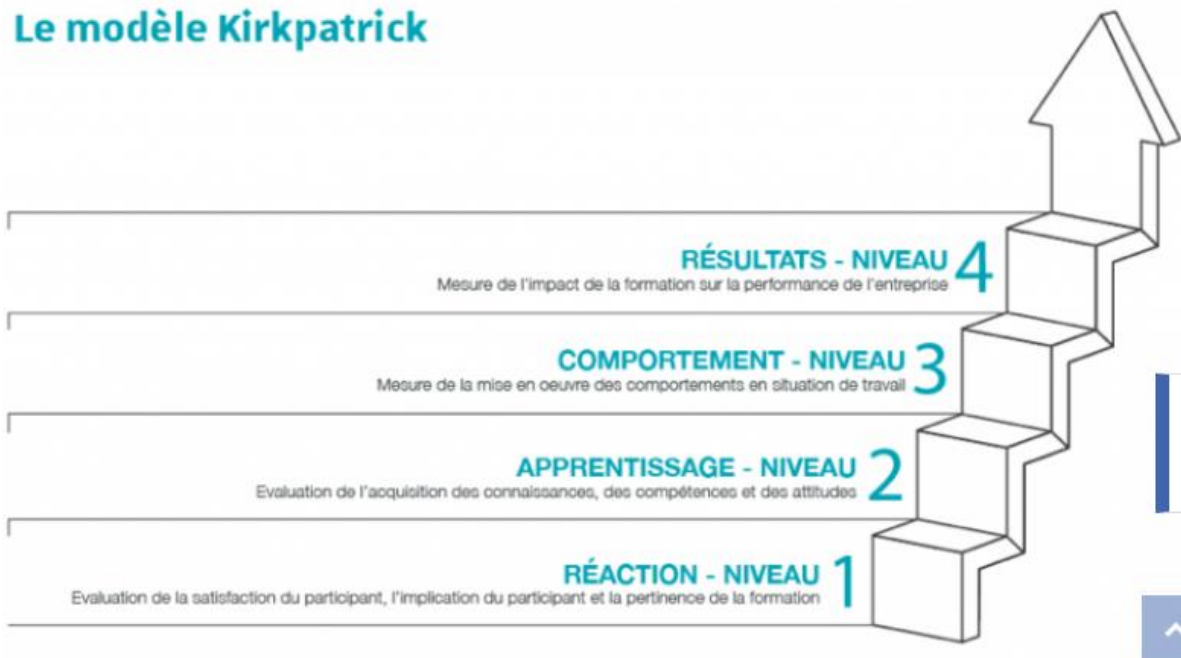 Le modèle Kirkpatrick
RÉSULTATS - NIVEAU 4
Mesure de l'impact de la formation sur la performance de l'entreprise
COMPORTEMENT - NIVEAU 3
Mesure de la mise en oeuvre des comportements en situation de travail
APPRENTISSAGE - NIVEAU 2
Evaluation de l'acquisition des connaissances, des compétences et des attitudes
RÉACTION - NIVEAU 1
Evaluation de la satisfaction du participant, l'implication du participant et la pertinence de la formation